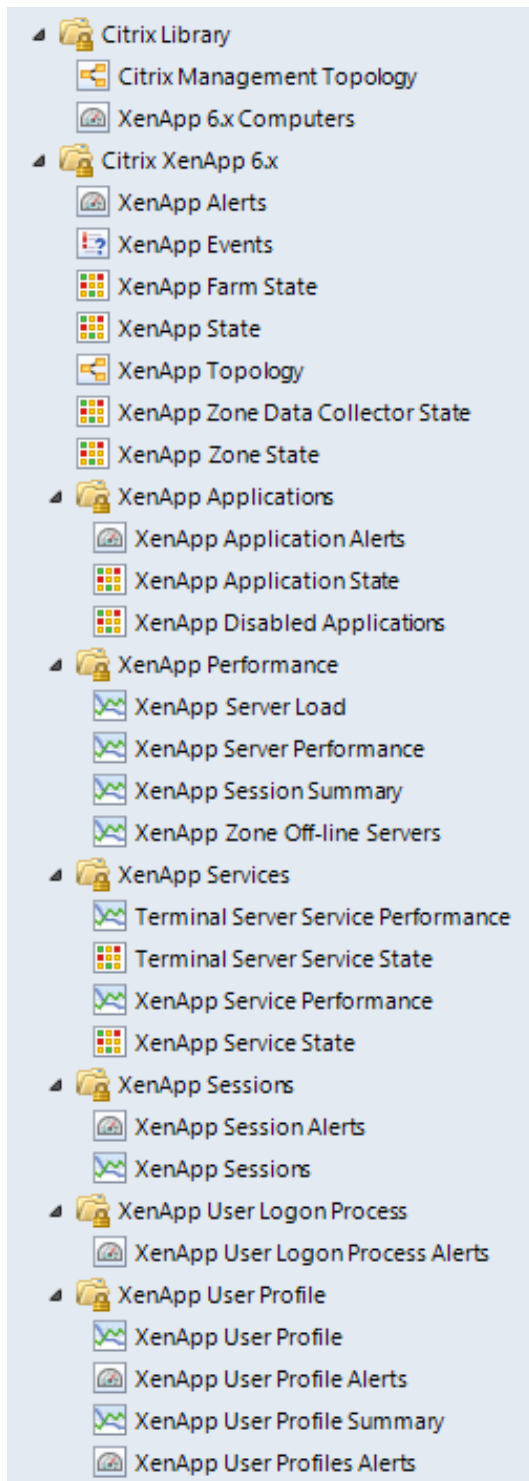 Citrix Library
Citrix Management Topology
XenApp 6.x Computers
Citrix XenApp 6.x
XenApp Alerts
XenApp Events
XenApp Farm State
XenApp State
XenApp Topology
XenApp Zone Data Collector State
XenApp Zone State
XenApp Applications
XenApp Application Alerts
XenApp Application State
XenApp Disabled Applications
XenApp Performance
XenApp Server Load
XenApp Server Performance
XenApp Session Summary
XenApp Zone Off-line Servers
XenApp Services
Terminal Server Service Performance
Terminal Server Service State
XenApp Service Performance
XenApp Service State
XenApp Sessions
XenApp Session Alerts
XenApp Sessions
XenApp User Logon Process
XenApp User Logon Process Alerts
XenApp User Profile
XenApp User Profile
XenApp User Profile Alerts
XenApp User Profile Summary
XenApp User Profiles Alerts